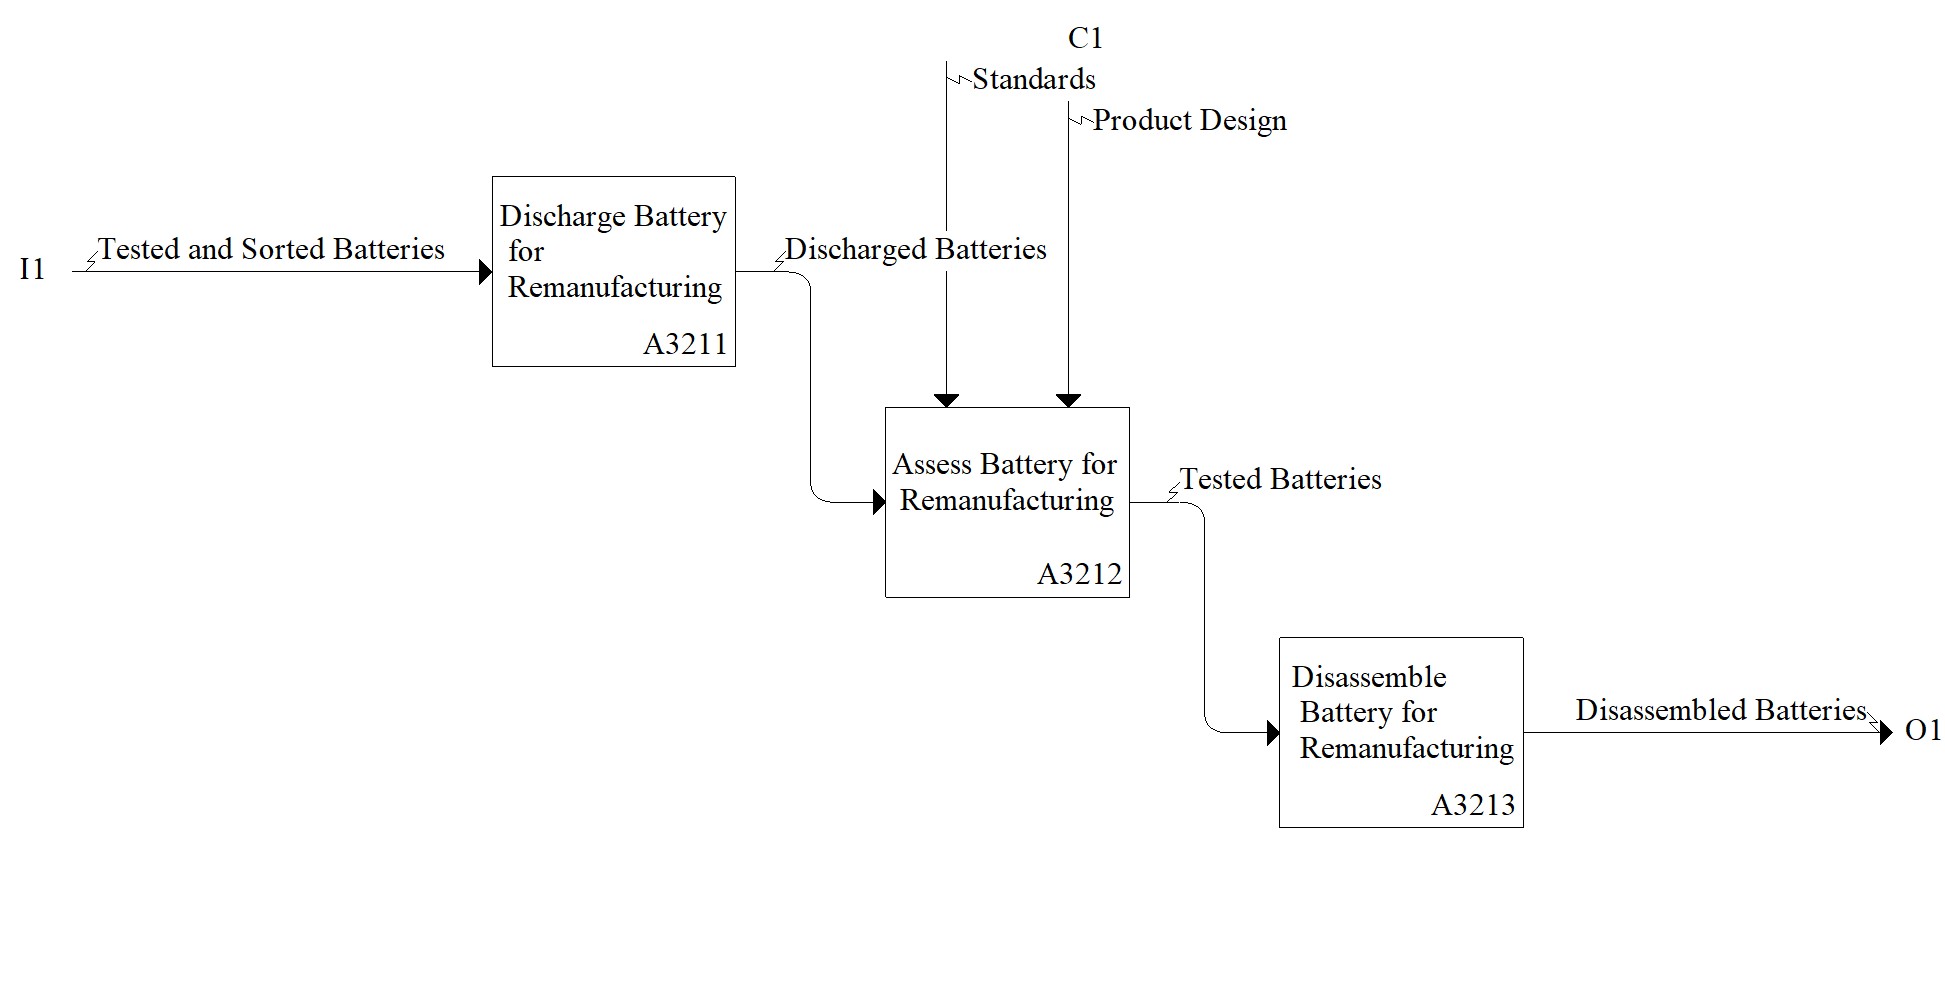 C1
Standards
Product Design
I1
Tested and Sorted Batteries
Discharge Battery
for
Remanufacturing
A3211
Discharged Batteries
Assess Battery for
Remanufacturing
A3212
Tested Batteries
Disassemble
Battery for
Remanufacturing
A3213
Disassembled Batteries
O1